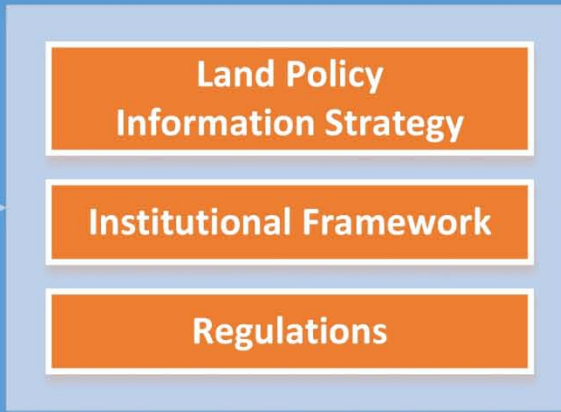 Land Policy
Information Strategy
Institutional Framework
Regulations